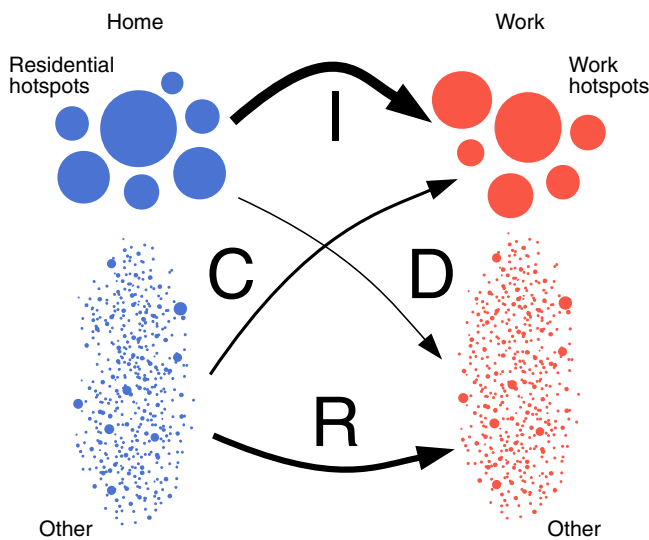 Home
Work
Residential
hotspots
Work
hotspots
I
C
D
R
Other
Other